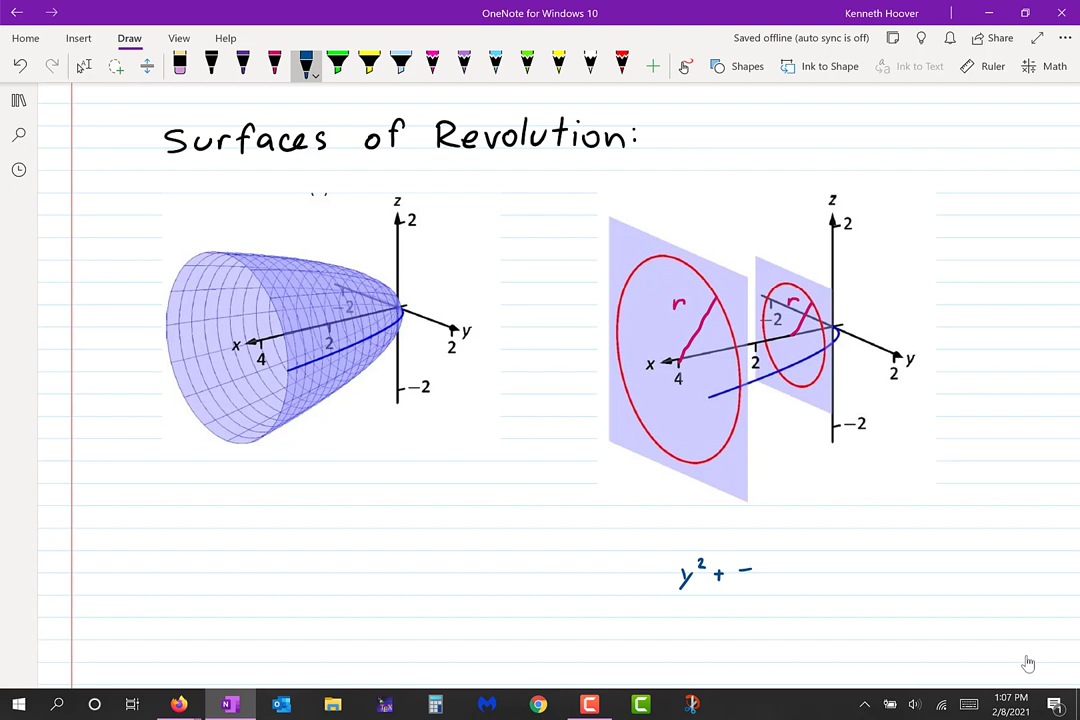 OneNote for Windows 10
Kenneth Hoover
Home Insert Draw View Help
Saved offline (auto sync is off)
Share
Shapes
Ink to Shape
Ink to Text
Ruler
Math
Surfaces of Revolution:
z
2
-2
y
2
x
4
2
-2
z
2
r
r
-2
y
2
x
4
2
-2
y² + -
1:07 PM
2/8/2021